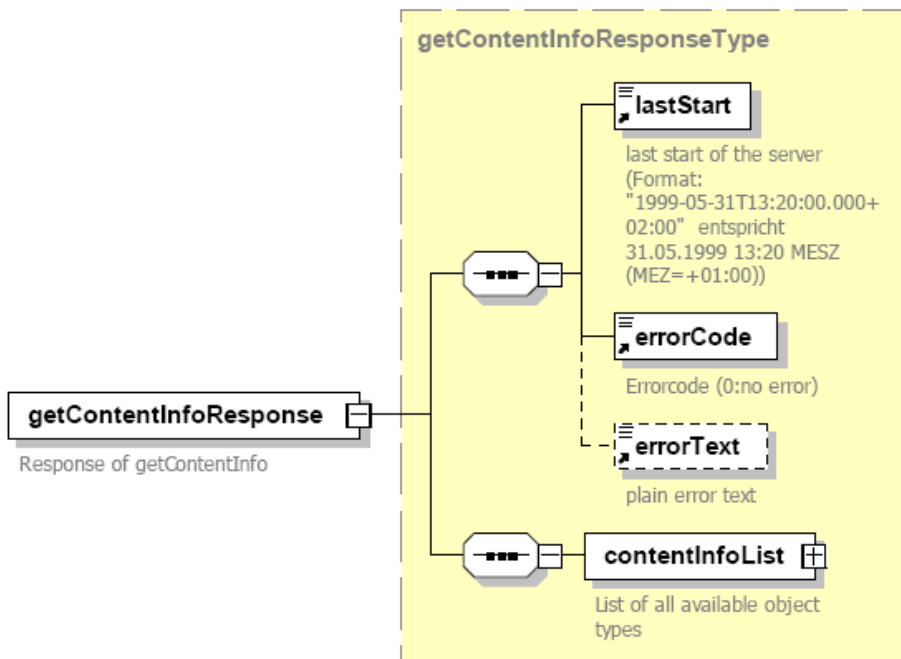 getContentInfoResponseType
lastStart
last start of the server
(Format:
"1999-05-31T13:20:00.000+
02:00" entspricht
31.05.1999 13:20 MESZ
(MEZ=+01:00))
errorCode
Errorcode (0:no error)
getContentInfoResponse
Response of getContentInfo
errorText
plain error text
contentInfoList
List of all available object
types